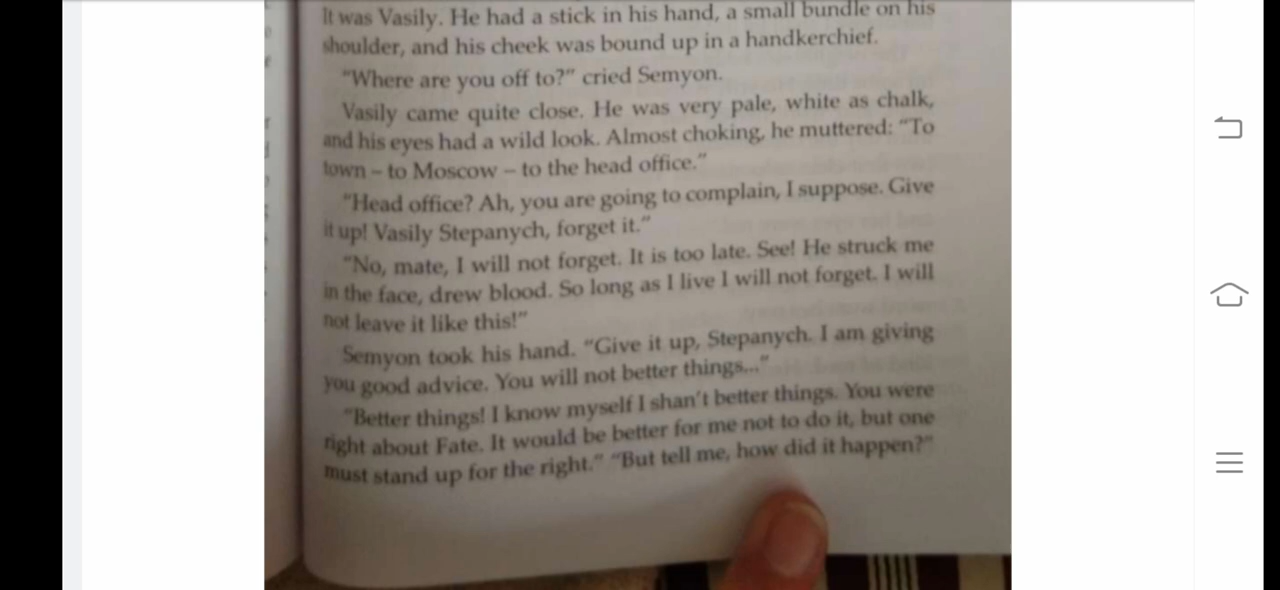 It was Vasily. He had a stick in his hand, a small bundle on his
shoulder, and his cheek was bound up in a handkerchief.
"Where are you off to?" cried Semyon.
Vasily came quite close. He was very pale, white as chalk,
and his eyes had a wild look. Almost choking, he muttered: "To
town – to Moscow – to the head office."
"Head office? Ah, you are going to complain, I suppose. Give
it up! Vasily Stepanych, forget it."
"No, mate, I will not forget. It is too late. See! He struck me
in the face, drew blood. So long as I live I will not forget. I will
not leave it like this!"
Semyon took his hand. "Give it up, Stepanych. I am giving
you good advice. You will not better things..."
"Better things! I know myself I shan't better things. You were
right about Fate. It would be better for me not to do it, but one
must stand up for the right." "But tell me, how did it happen?"